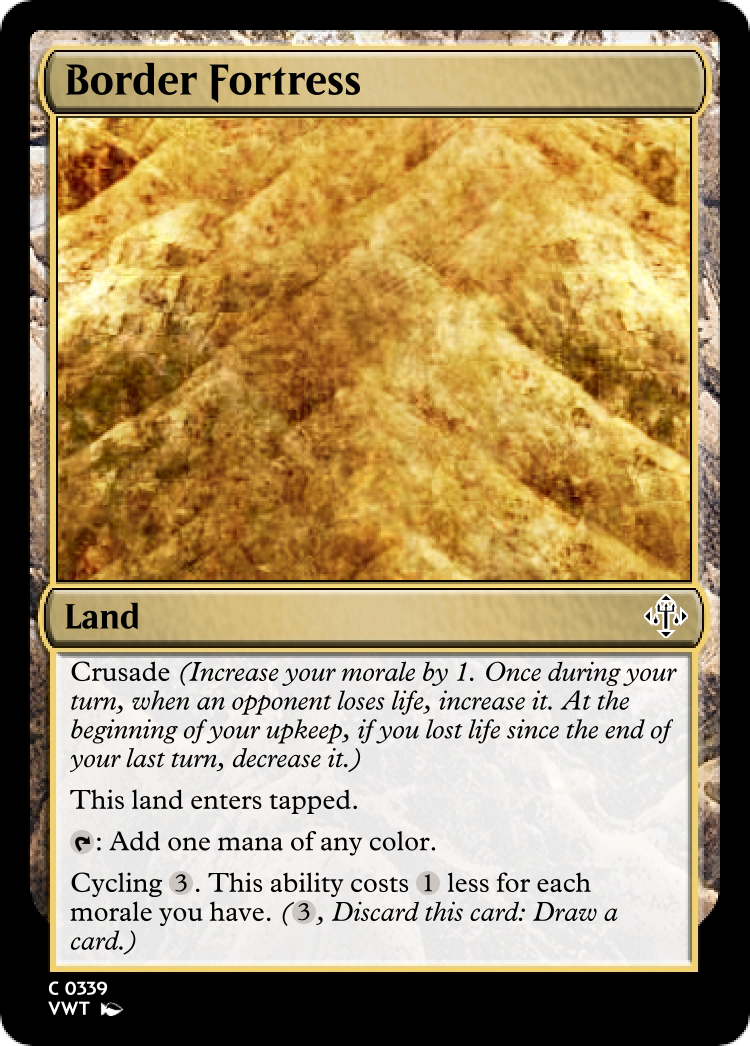 Border Fortress
Land
Crusade (Increase your morale by 1. Once during your
turn, when an opponent loses life, increase it. At the
beginning of your upkeep, if you lost life since the end of
your last turn, decrease it.)
This land enters tapped.
: Add one mana of any color.
Cycling 3. This ability costs 1 less for each
morale you have. (3, Discard this card: Draw a
card.)
C 0339
VWT